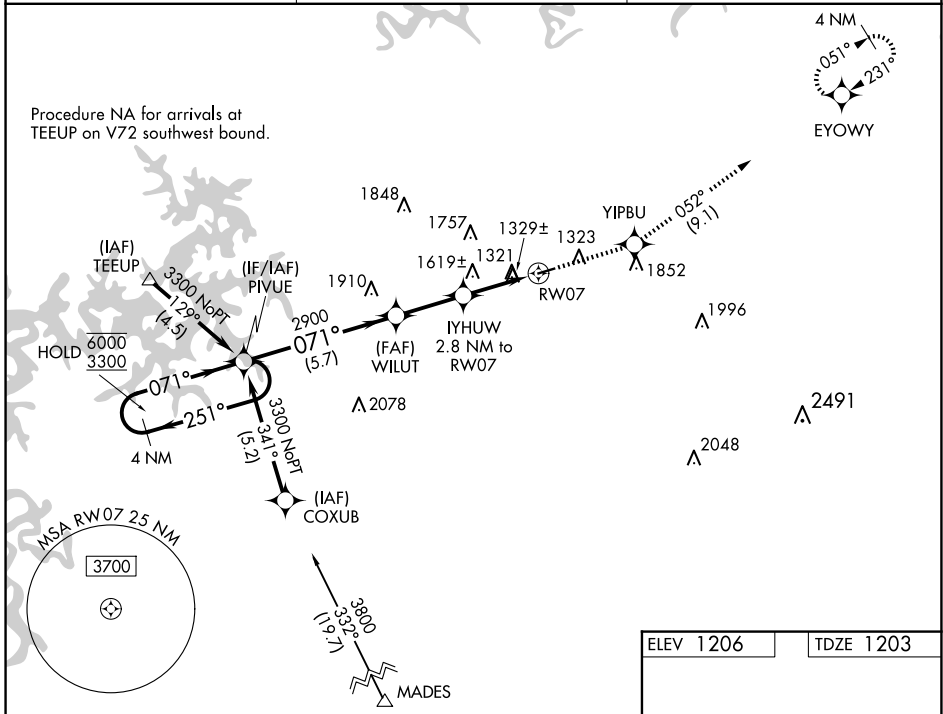 4 NM
051°
231°
EYOWY
Procedure NA for arrivals at
TEEUP on V72 southwest bound.
1848
1757
1329±
1321
1323
YIPBU
052°
(9.1)
(IAF)
TEEUP
3300 NoPT
129°
(4.5)
(IF/IAF)
PIVUE
1910
1619±
RW07
1852
HOLD
6000
3300
2900
071°
(5.7)
(FAF)
WILUT
IYHUW
2.8 NM to
RW07
1996
071°
251°
4 NM
2078
3300 NoPT
341°
(5.2)
2491
2048
(IAF)
COXUB
MSA RW07 25 NM
3700
3800
332°
(19.7)
MADES
ELEV 1206
TDZE 1203